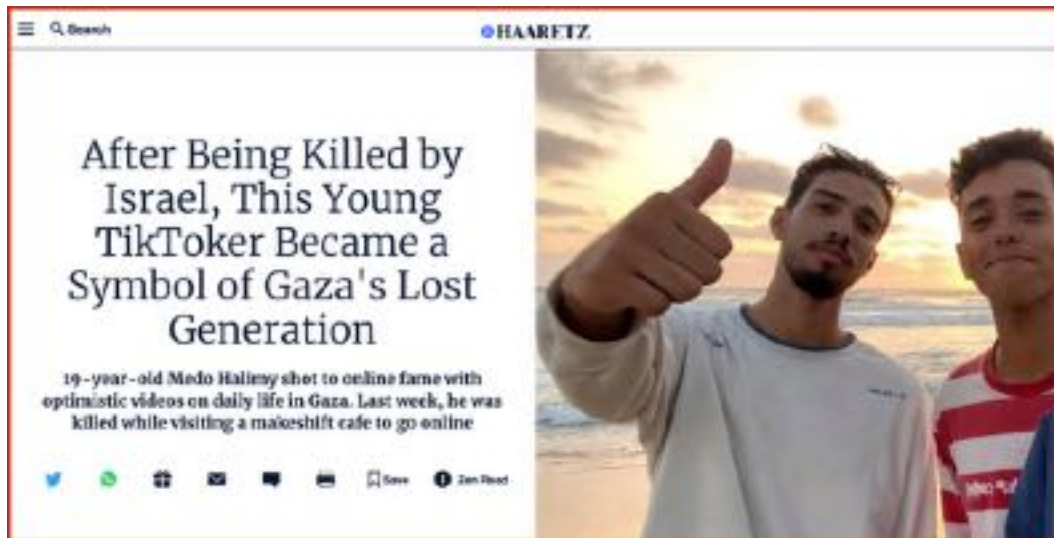 Search
HAARETZ
After Being Killed by
Israel, This Young
TikToker Became a
Symbol of Gaza's Lost
Generation
19-year-old Medo Halimy shot to online fame with
optimistic videos on daily life in Gaza. Last week, he was
killed while visiting a makeshift cafe to go online
Save
Zen Read